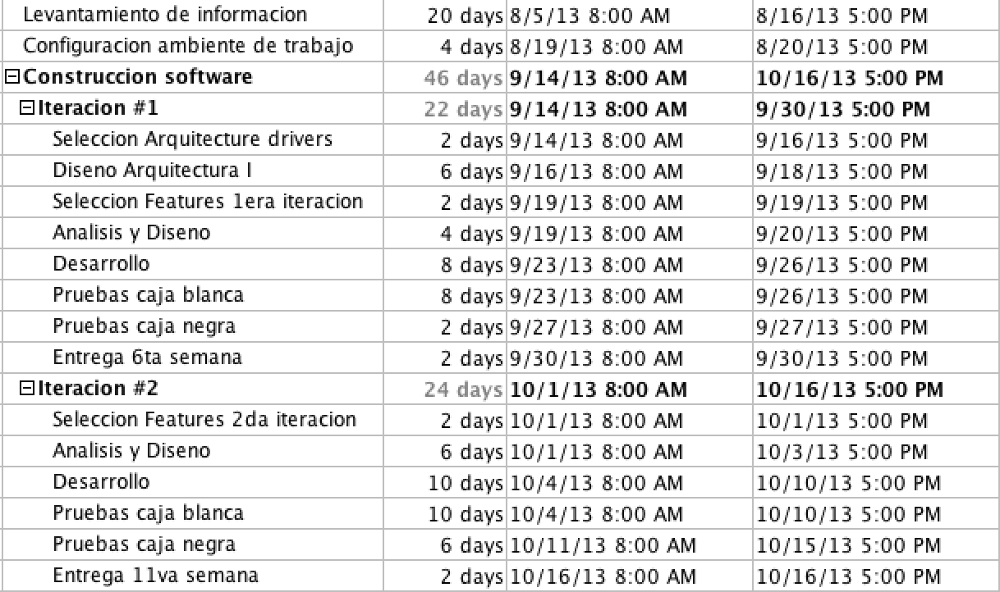 Levantamiento de informacion 20 days 8/5/13 8:00 AM 8/16/13 5:00 PM
Configuracion ambiente de trabajo 4 days 8/19/13 8:00 AM 8/20/13 5:00 PM
Construccion software 46 days 9/14/13 8:00 AM 10/16/13 5:00 PM
Iteracion #1 22 days 9/14/13 8:00 AM 9/30/13 5:00 PM
Seleccion Arquitecture drivers 2 days 9/14/13 8:00 AM 9/16/13 5:00 PM
Diseno Arquitectura I 6 days 9/16/13 8:00 AM 9/18/13 5:00 PM
Seleccion Features 1era iteracion 2 days 9/19/13 8:00 AM 9/19/13 5:00 PM
Analisis y Diseno 4 days 9/19/13 8:00 AM 9/20/13 5:00 PM
Desarrollo 8 days 9/23/13 8:00 AM 9/26/13 5:00 PM
Pruebas caja blanca 8 days 9/23/13 8:00 AM 9/26/13 5:00 PM
Pruebas caja negra 2 days 9/27/13 8:00 AM 9/27/13 5:00 PM
Entrega 6ta semana 2 days 9/30/13 8:00 AM 9/30/13 5:00 PM
Iteracion #2 24 days 10/1/13 8:00 AM 10/16/13 5:00 PM
Seleccion Features 2da iteracion 2 days 10/1/13 8:00 AM 10/1/13 5:00 PM
Analisis y Diseno 6 days 10/1/13 8:00 AM 10/3/13 5:00 PM
Desarrollo 10 days 10/4/13 8:00 AM 10/10/13 5:00 PM
Pruebas caja blanca 10 days 10/4/13 8:00 AM 10/10/13 5:00 PM
Pruebas caja negra 6 days 10/11/13 8:00 AM 10/15/13 5:00 PM
Entrega 11va semana 2 days 10/16/13 8:00 AM 10/16/13 5:00 PM